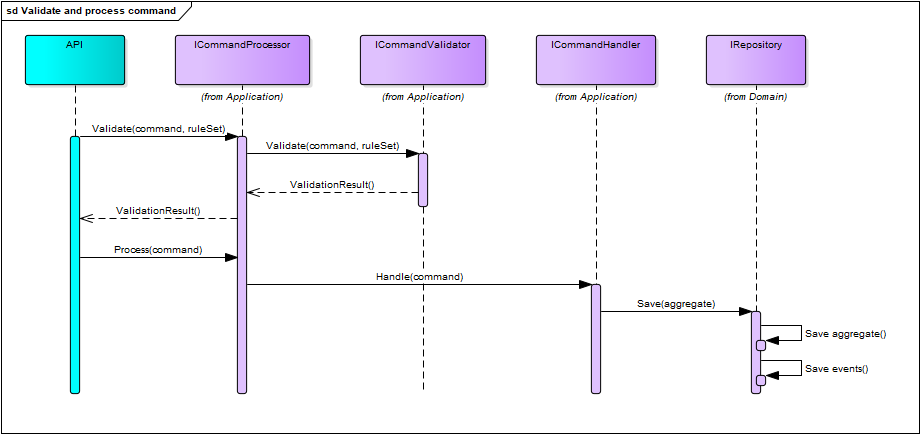 sd Validate and process command
API
ICommandProcessor
ICommandValidator
ICommandHandler
IRepository
(from Application)
(from Application)
(from Application)
(from Domain)
Validate(command, ruleSet)
Validate(command, ruleSet)
ValidationResult()
ValidationResult()
Process(command)
Handle(command)
Save(aggregate)
Save aggregate()
Save events()